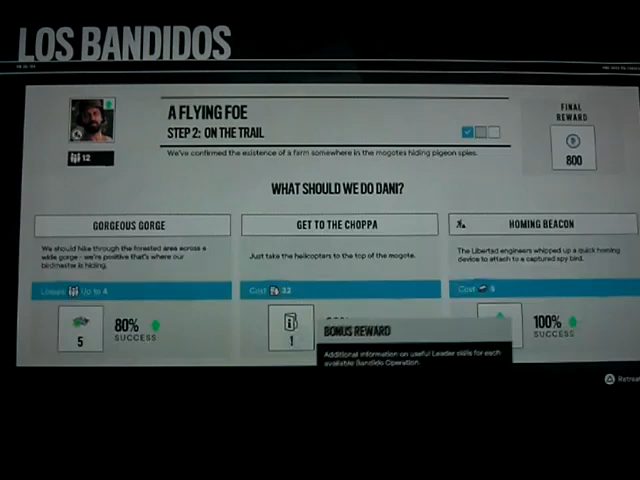 LOS BANDIDOS
A FLYING FOE
STEP 2: ON THE TRAIL
FINAL
REWARD
12
800
We've confirmed the existence of a farm somewhere in the mogotes hiding pigeon spies.
WHAT SHOULD WE DO DANI?
GORGEOUS GORGE
GET TO THE CHOPPA
HOMING BEACON
We should hike through the forested area across a
wide gorge - we're positive that's where our
birdmaster is hiding.
Just take the helicopters to the top of the mogote.
The Libertad engineers whipped up a quick homing
device to attach to a captured spy bird.
Losses Up to 4
Cost 32
Cost
80%
SUCCESS
5
1
100%
SUCCESS
BONUS REWARD
Additional information on useful Leader skills for each
available Bandido Operation.
Retreat